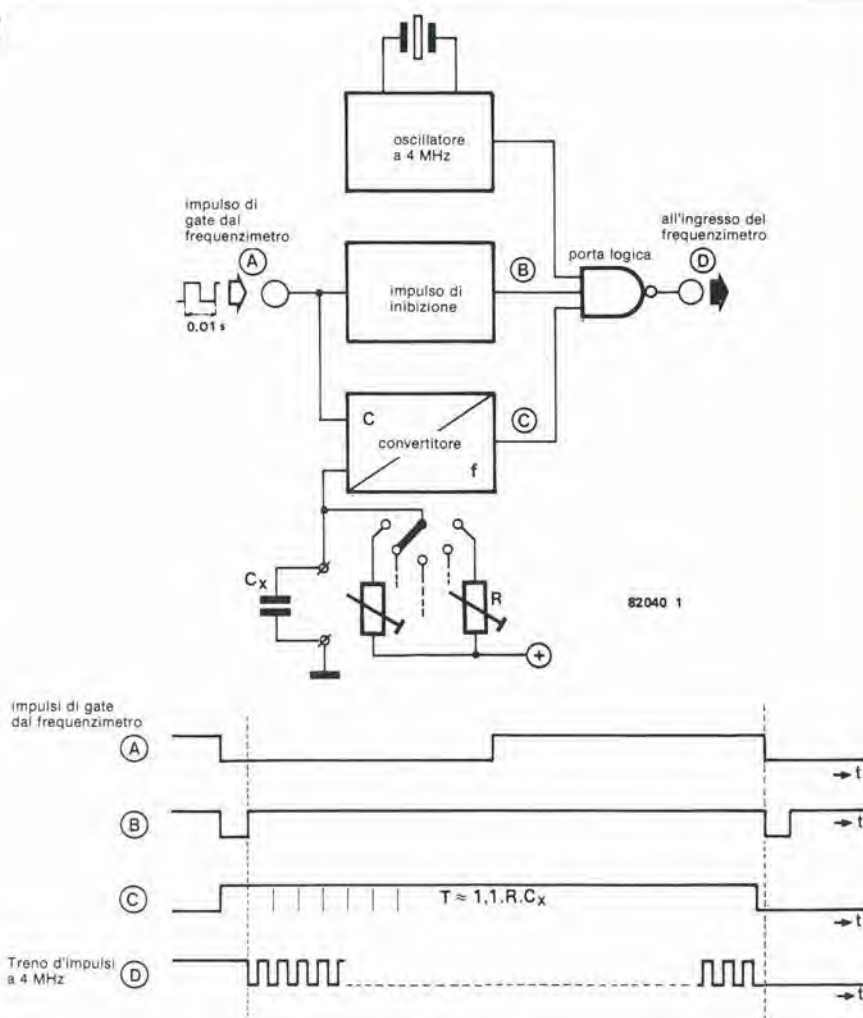 oscillatore
a 4 MHz
impulso di
gate dal
frequenzimetro
A
0.01 s
impulso di
inibizione
B
porta logica
all'ingresso del
frequenzimetro
D
C
convertitore
f
C
Cx
R
+
82040 1
impulsi di gate
dal frequenzimetro
A
→ t
B
→ t
C
T ≈ 1,1.R.Cx
→ t
Treno d'impulsi
a 4 MHz
D
→ t